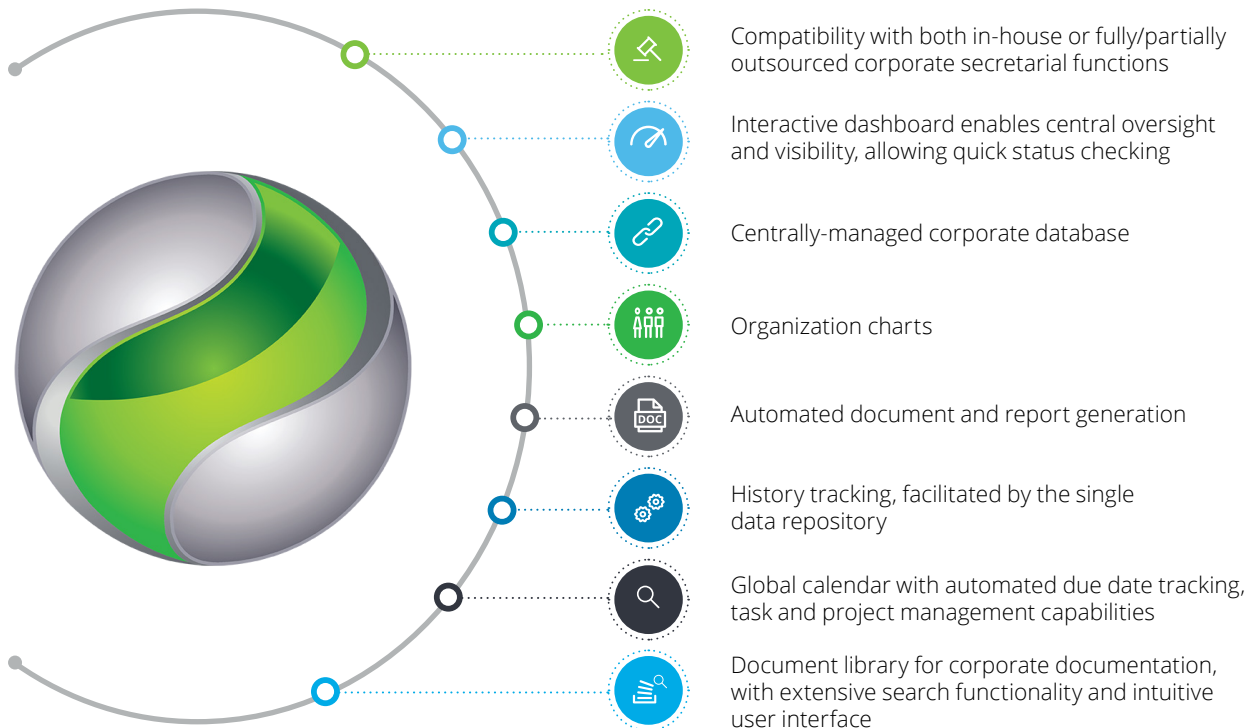 Compatibility with both in-house or fully/partially
outsourced corporate secretarial functions
Interactive dashboard enables central oversight
and visibility, allowing quick status checking
Centrally-managed corporate database
Organization charts
DOC
Automated document and report generation
History tracking, facilitated by the single
data repository
Global calendar with automated due date tracking,
task and project management capabilities
Document library for corporate documentation,
with extensive search functionality and intuitive
user interface